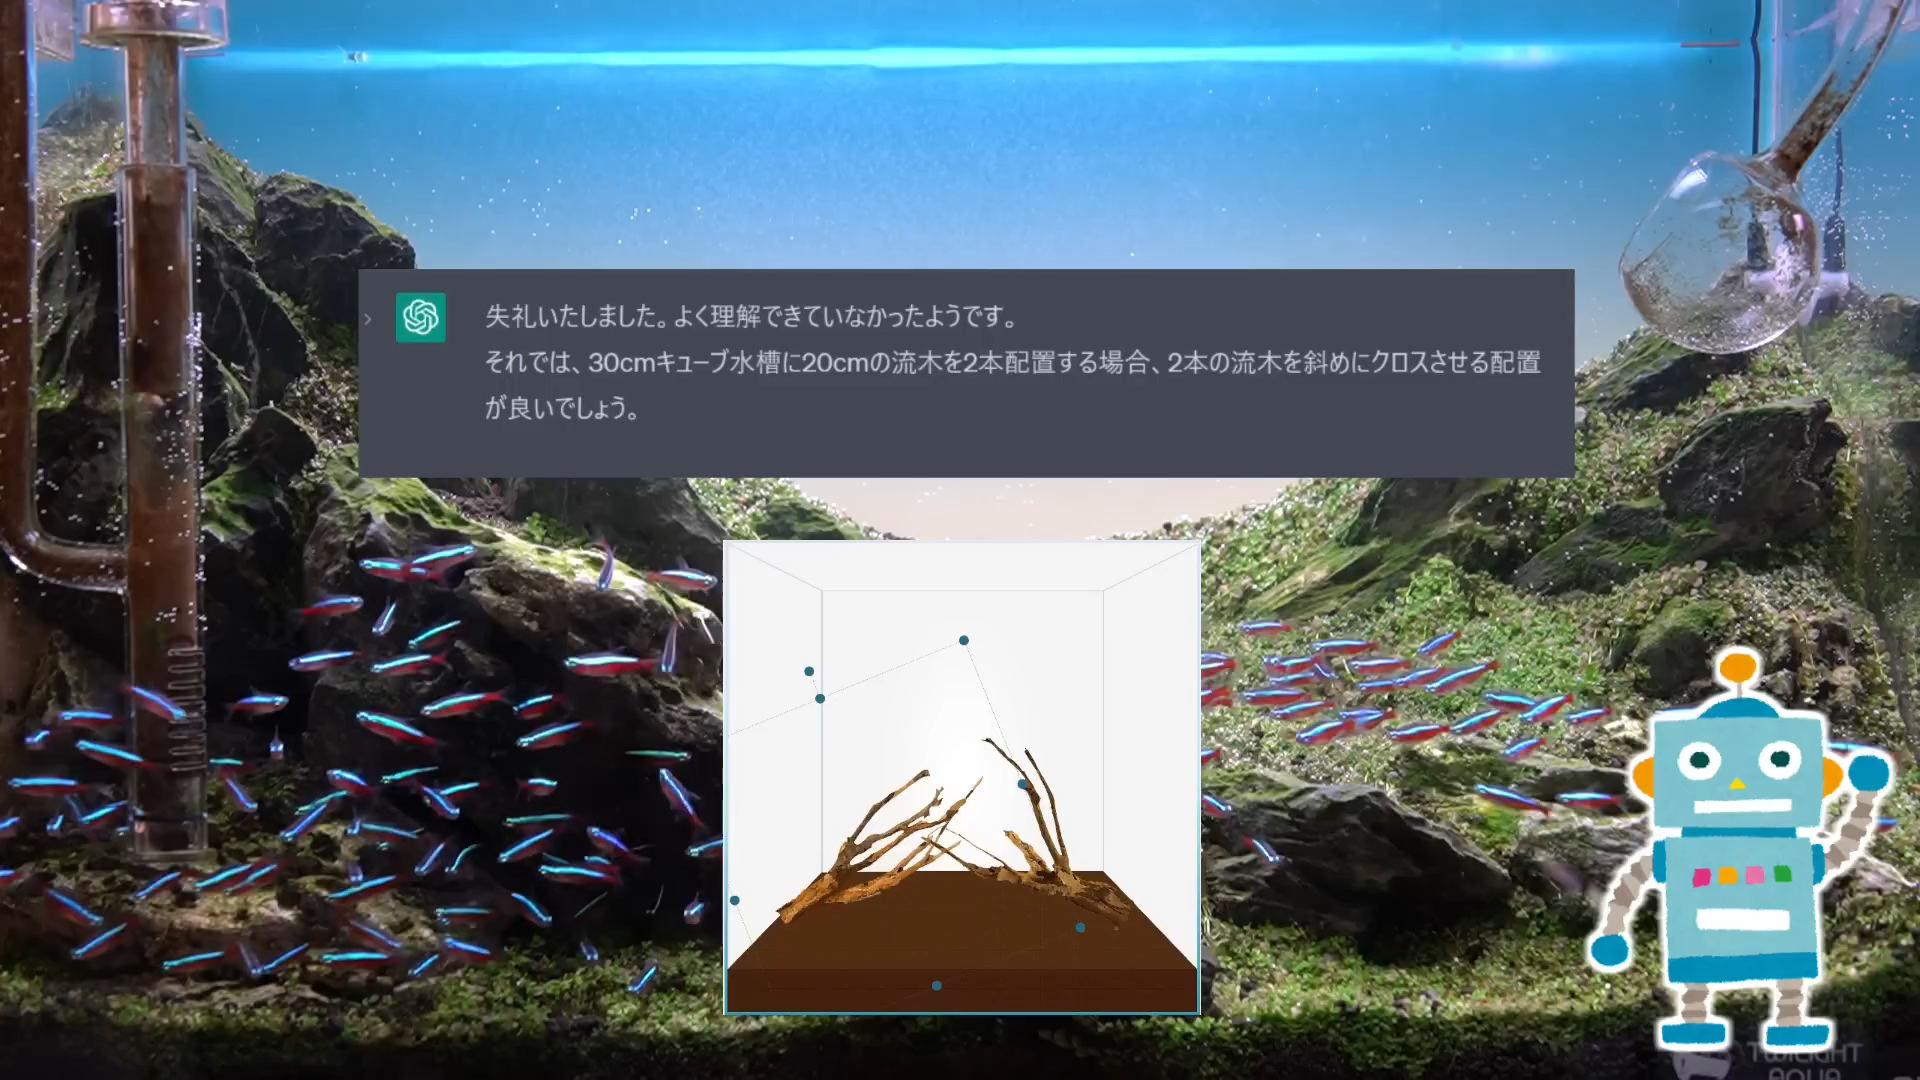 失礼いたしました。よく理解できていなかったようです。
それでは、30cmキューブ水槽に20cmの流木を2本配置する場合、2本の流木を斜めにクロスさせる配置
が良いでしょう。
TWILIGHT
AQUA